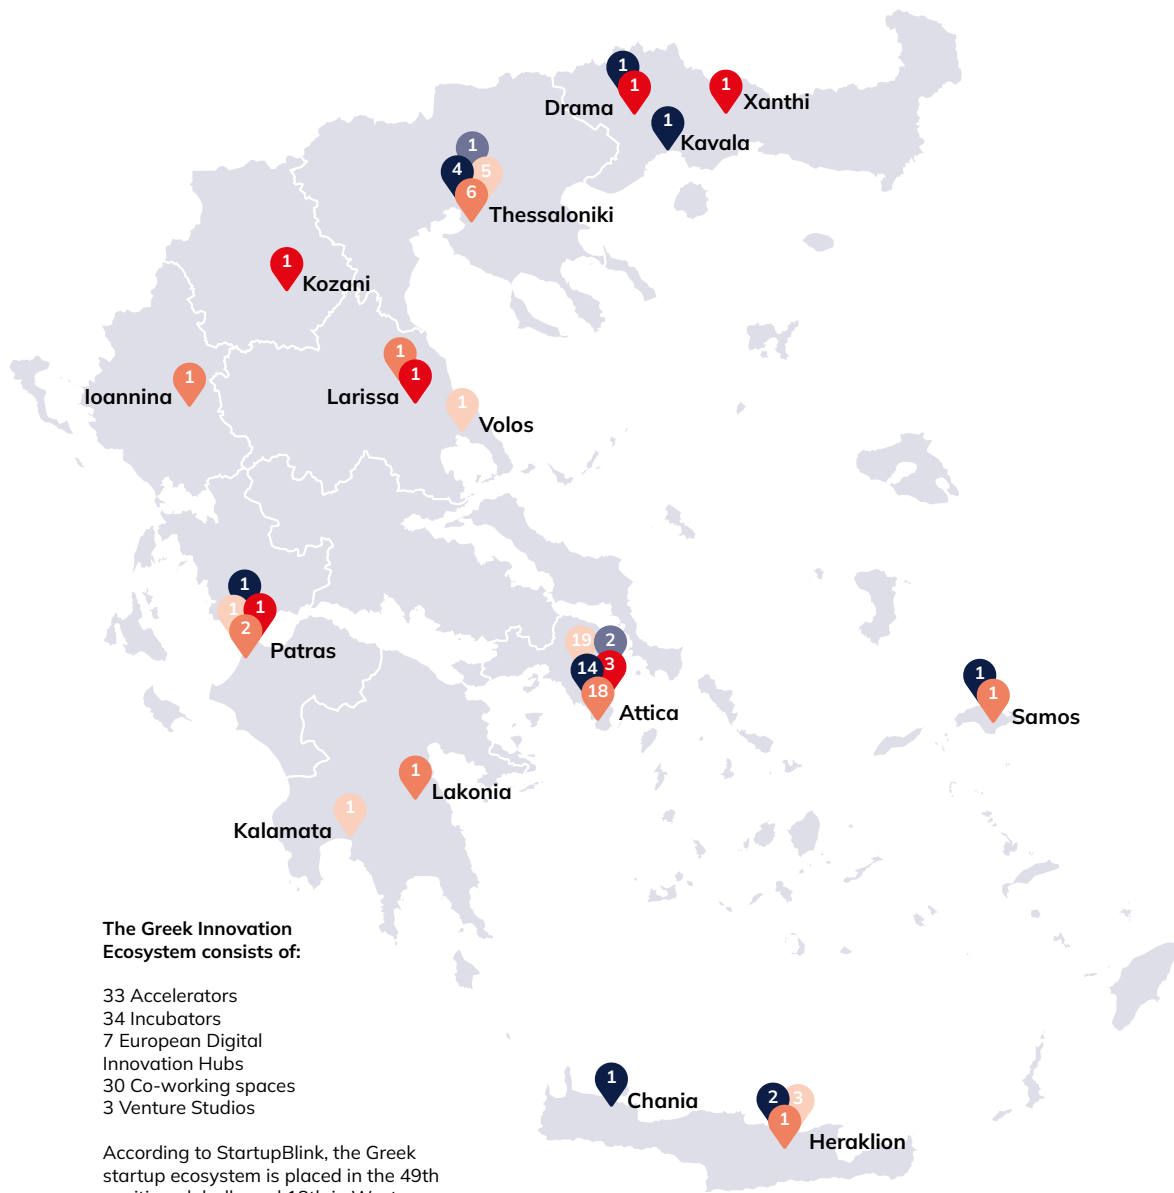 1
1
Drama
1
Xanthi
1
Kavala
1
4
5
6
Thessaloniki
1
Kozani
1
Ioannina
1
1
Larissa
1
Volos
1
1
1
2
Patras
19
2
14
3
18
Attica
1
1
Samos
1
Lakonia
1
Kalamata
The Greek Innovation
Ecosystem consists of:
33 Accelerators
34 Incubators
7 European Digital
Innovation Hubs
30 Co-working spaces
3 Venture Studios
According to StartupBlink, the Greek
startup ecosystem is placed in the 49th
1
Chania
2
3
1
Heraklion